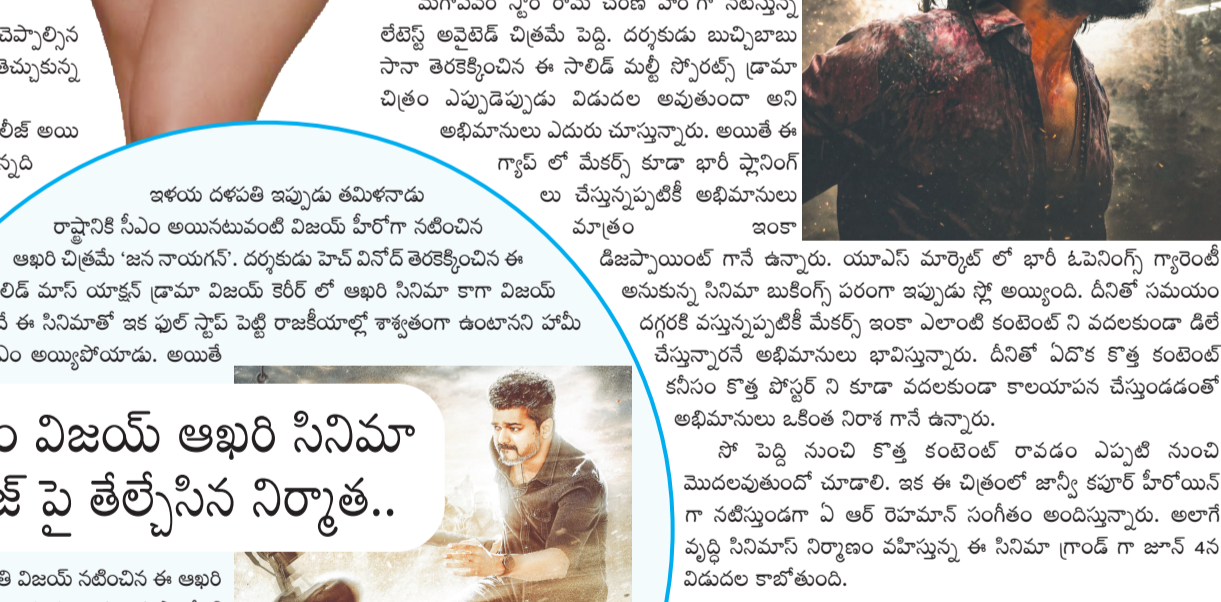 చెప్పాల్సిన
తెచ్చుకున్న
అయి
ఇళయ దళపతి ఇప్పుడు తమిళనాడు
రాష్ట్రానికి సీఎం అయినటువంటి విజయ్ హీరోగా నటించిన
ఆఖరి చిత్రమే ‘జన నాయగన్’. దర్శకుడు హెచ్ వినోద్ తెరకెక్కించిన ఈ
మాస్ యాక్షన్ డ్రామా విజయ్ కెరీర్ లో ఆఖరి సినిమా కాగా విజయ్
ఈ సినిమాతో ఇక ఫుల్ స్టాప్ పెట్టి రాజకీయాల్లో శాశ్వతంగా ఉంటానని హామీ
అయ్యిపోయాడు. అయితే
విజయ్ ఆఖరి సినిమా
పై తేల్చేసిన నిర్మాత..
విజయ్ నటించిన ఈ ఆఖరి
లేటెస్ట్ అవైటెడ్ చిత్రమే పెద్ది. దర్శకుడు బుచ్చిబాబు
సానా తెరకెక్కించిన ఈ సాలిడ్ మల్టీ స్పోరట్స్ డ్రామా
చిత్రం ఎప్పుడెప్పుడు విడుదల అవుతుందా అని
అభిమానులు ఎదురు చూస్తున్నారు. అయితే ఈ
గ్యాప్ లో మేకర్స్ కూడా భారీ ప్లానింగ్
లు చేస్తున్నప్పటికీ అభిమానులు
మాత్రం ఇంకా
డిజప్పాయింట్ గానే ఉన్నారు. యూఎస్ మార్కెట్ లో భారీ ఓపెనింగ్స్ గ్యారెంటీ
అనుకున్న సినిమా బుకింగ్స్ పరంగా ఇప్పుడు స్లో అయ్యింది. దీనితో సమయం
దగ్గరకి వస్తున్నప్పటికీ మేకర్స్ ఇంకా ఎలాంటి కంటెంట్ ని వదలకుండా డిలే
చేస్తున్నారనే అభిమానులు భావిస్తున్నారు. దీనితో ఏదొక కొత్త కంటెంట్
కనీసం కొత్త పోస్టర్ ని కూడా వదలకుండా కాలయాపన చేస్తుండడంతో
అభిమానులు ఒకింత నిరాశ గానే ఉన్నారు.
సో పెద్ది నుంచి కొత్త కంటెంట్ రావడం ఎప్పటి నుంచి
మొదలవుతుందో చూడాలి. ఇక ఈ చిత్రంలో జాన్వీ కపూర్ హీరోయిన్
గా నటిస్తుండగా ఏ ఆర్ రెహమాన్ సంగీతం అందిస్తున్నారు. అలాగే
వృద్ధి సినిమాస్ నిర్మాణం వహిస్తున్న ఈ సినిమా గ్రాండ్ గా జూన్ 4న
విడుదల కాబోతుంది.